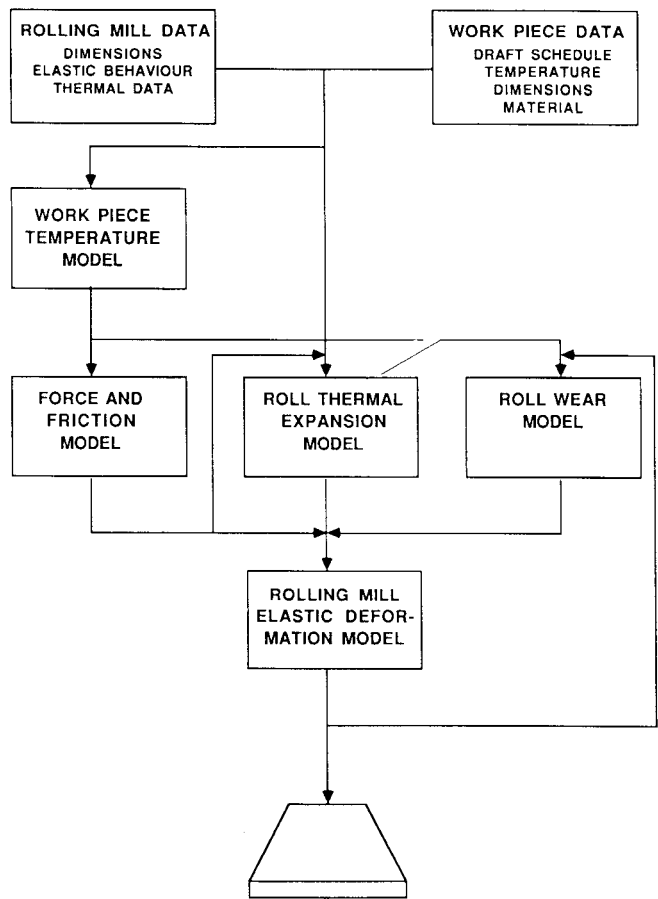 ROLLING MILL DATA
DIMENSIONS
ELASTIC BEHAVIOUR
THERMAL DATA
WORK PIECE DATA
DRAFT SCHEDULE
TEMPERATURE
DIMENSIONS
MATERIAL
WORK PIECE
TEMPERATURE
MODEL
FORCE AND
FRICTION
MODEL
ROLL THERMAL
EXPANSION
MODEL
ROLL WEAR
MODEL
ROLLING MILL
ELASTIC DEFOR-
MATION MODEL